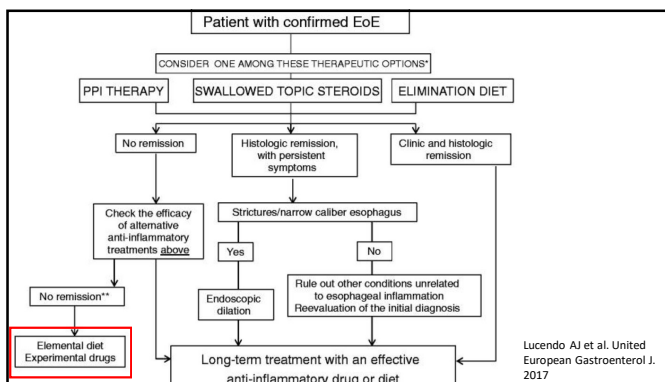 Patient with confirmed EoE
CONSIDER ONE AMONG THESE THERAPEUTIC OPTIONS*
PPI THERAPY
SWALLOWED TOPIC STEROIDS
ELIMINATION DIET
No remission
Histologic remission,
with persistent
symptoms
Clinic and histologic
remission
Check the efficacy
of alternative
anti-inflammatory
treatments above
Strictures/narrow caliber esophagus
Yes
No
No remission**
Endoscopic
dilation
Rule out other conditions unrelated
to esophageal inflammation
Reevaluation of the initial diagnosis
Elemental diet
Experimental drugs
Long-term treatment with an effective
anti-inflammatory drug or diet
Lucendo AJ et al. United
European Gastroenterol J.
2017